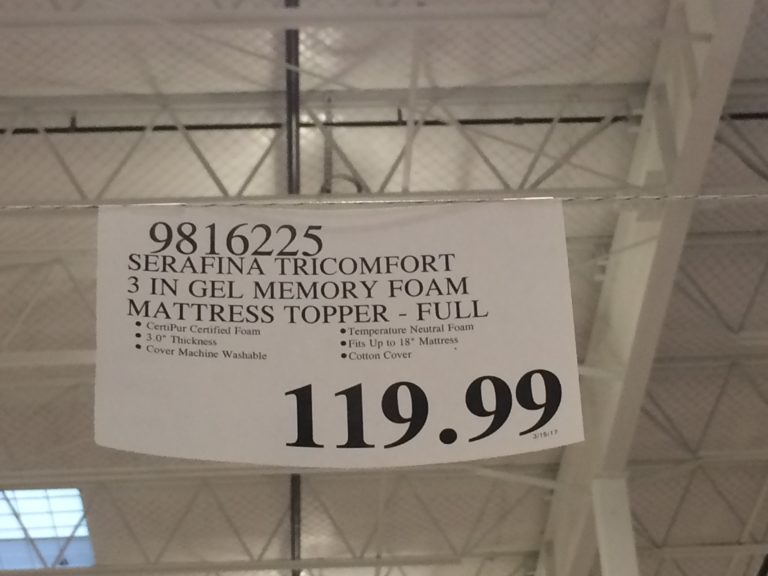 9816225
SERAFINA TRICOMFORT
3 IN GEL MEMORY FOAM
MATTRESS TOPPER - FULL
• CertiPur Certified Foam
• 3.0" Thickness
• Cover Machine Washable
• Temperature Neutral Foam
• Fits Up to 18" Mattress
• Cotton Cover
119.99